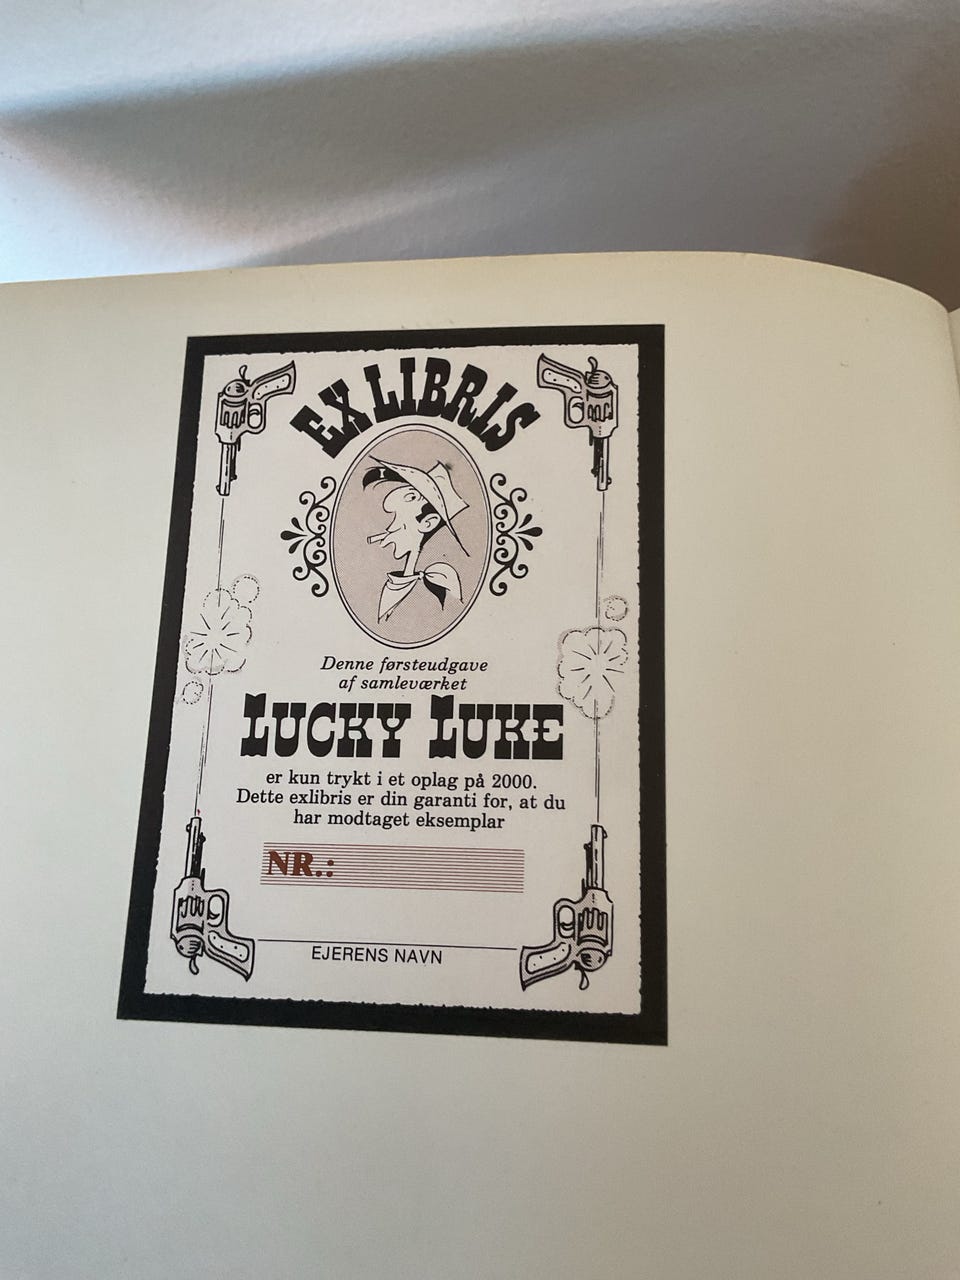 EX LIBRIS
Denne førsteudgave
af samleværket
LUCKY LUKE
er kun trykt i et oplag på 2000.
Dette exlibris er din garanti for, at du
har modtaget eksemplar
NR.:
EJERENS NAVN